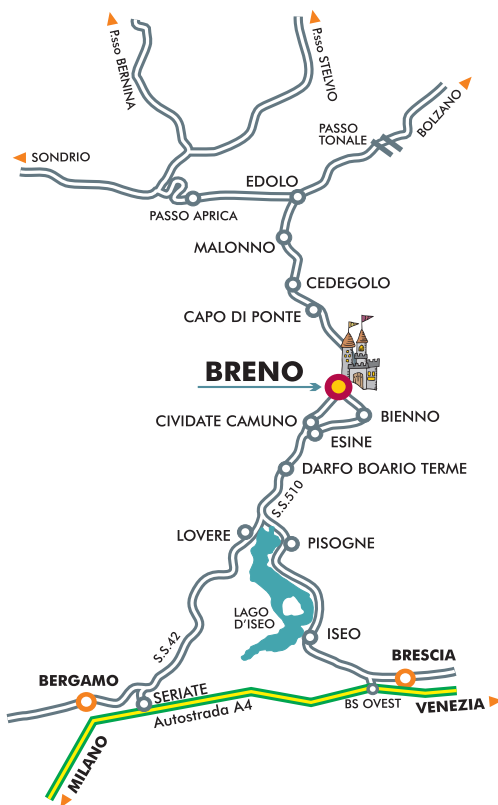 P.sso BERNINA
P.sso STELVIO
BOLZANO
PASSO
TONALE
SONDRIO
EDOLO
PASSO APRICA
MALONNO
CEDEGOLO
CAPO DI PONTE
BRENO
CIVIDATE CAMUNO
BIENNO
ESINE
DARFO BOARIO TERME
S.S.510
LOVERE
PISOGNE
LAGO
D'ISEO
ISEO
S.S.42
BERGAMO
SERIATE
BRESCIA
BS OVEST
VENEZIA
Autostrada A4
MILANO